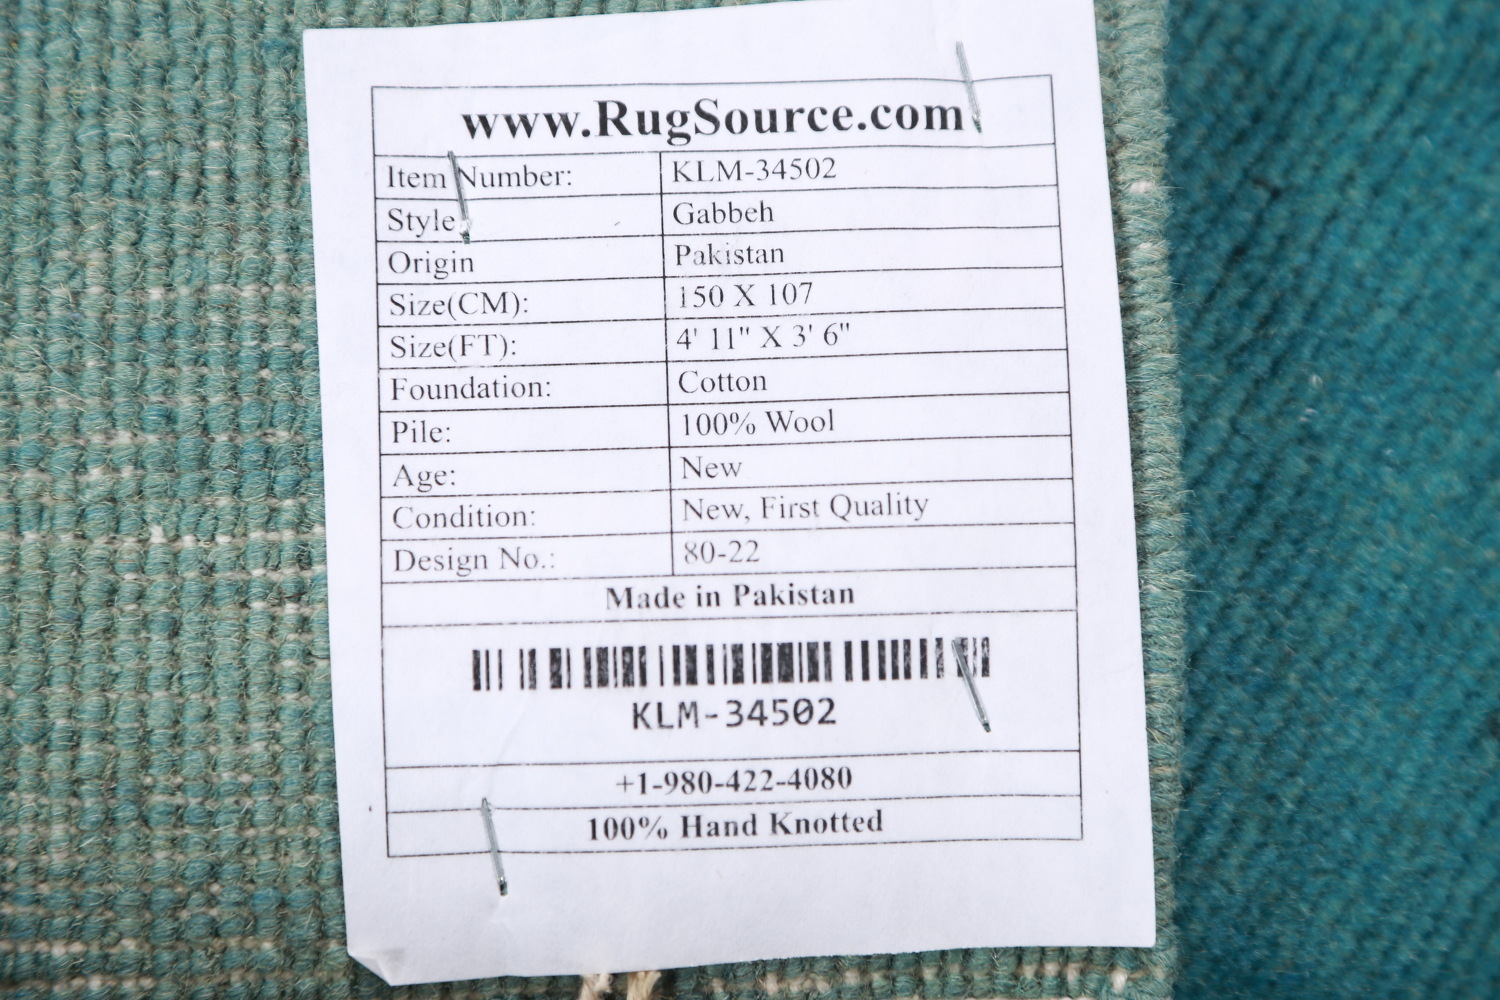 www.RugSource.com
Item Number: KLM-34502
Style: Gabbeh
Origin Pakistan
Size(CM): 150 X 107
Size(FT): 4' 11" X 3' 6"
Foundation: Cotton
Pile: 100% Wool
Age: New
Condition: New, First Quality
Design No.: 80-22
Made in Pakistan
KLM-34502
+1-980-422-4080
100% Hand Knotted